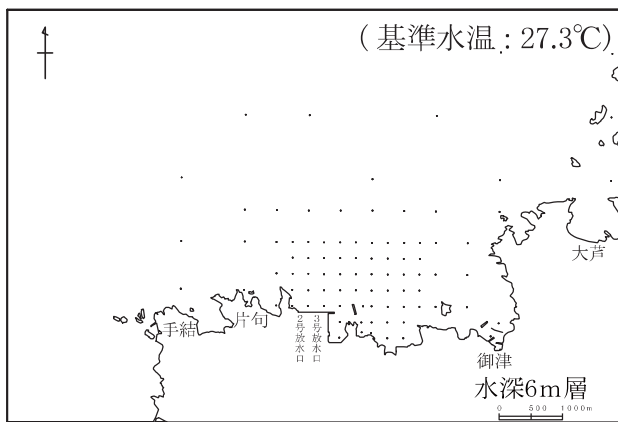 (基準水温：27.3℃)
大芦
手結
片句
2号放水口
3号放水口
御津
水深6m層
0 500 1000m